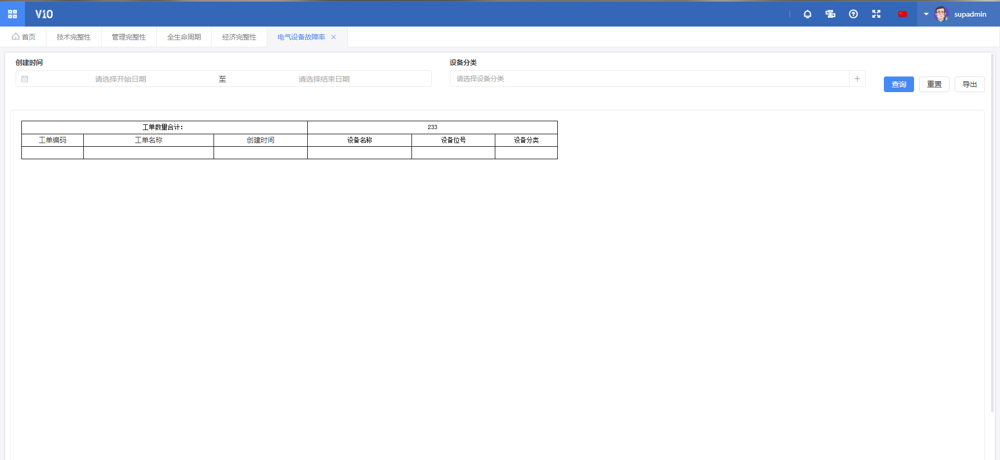 V10
supadmin
首页
技术完整性
管理完整性
全生命周期
经济完整性
电气设备故障率
创建时间
设备分类
请选择开始日期 至 请选择结束日期
请选择设备分类
查询 重置 导出
工单数量合计： 233
工单编码 工单名称 创建时间 设备名称 设备位号 设备分类